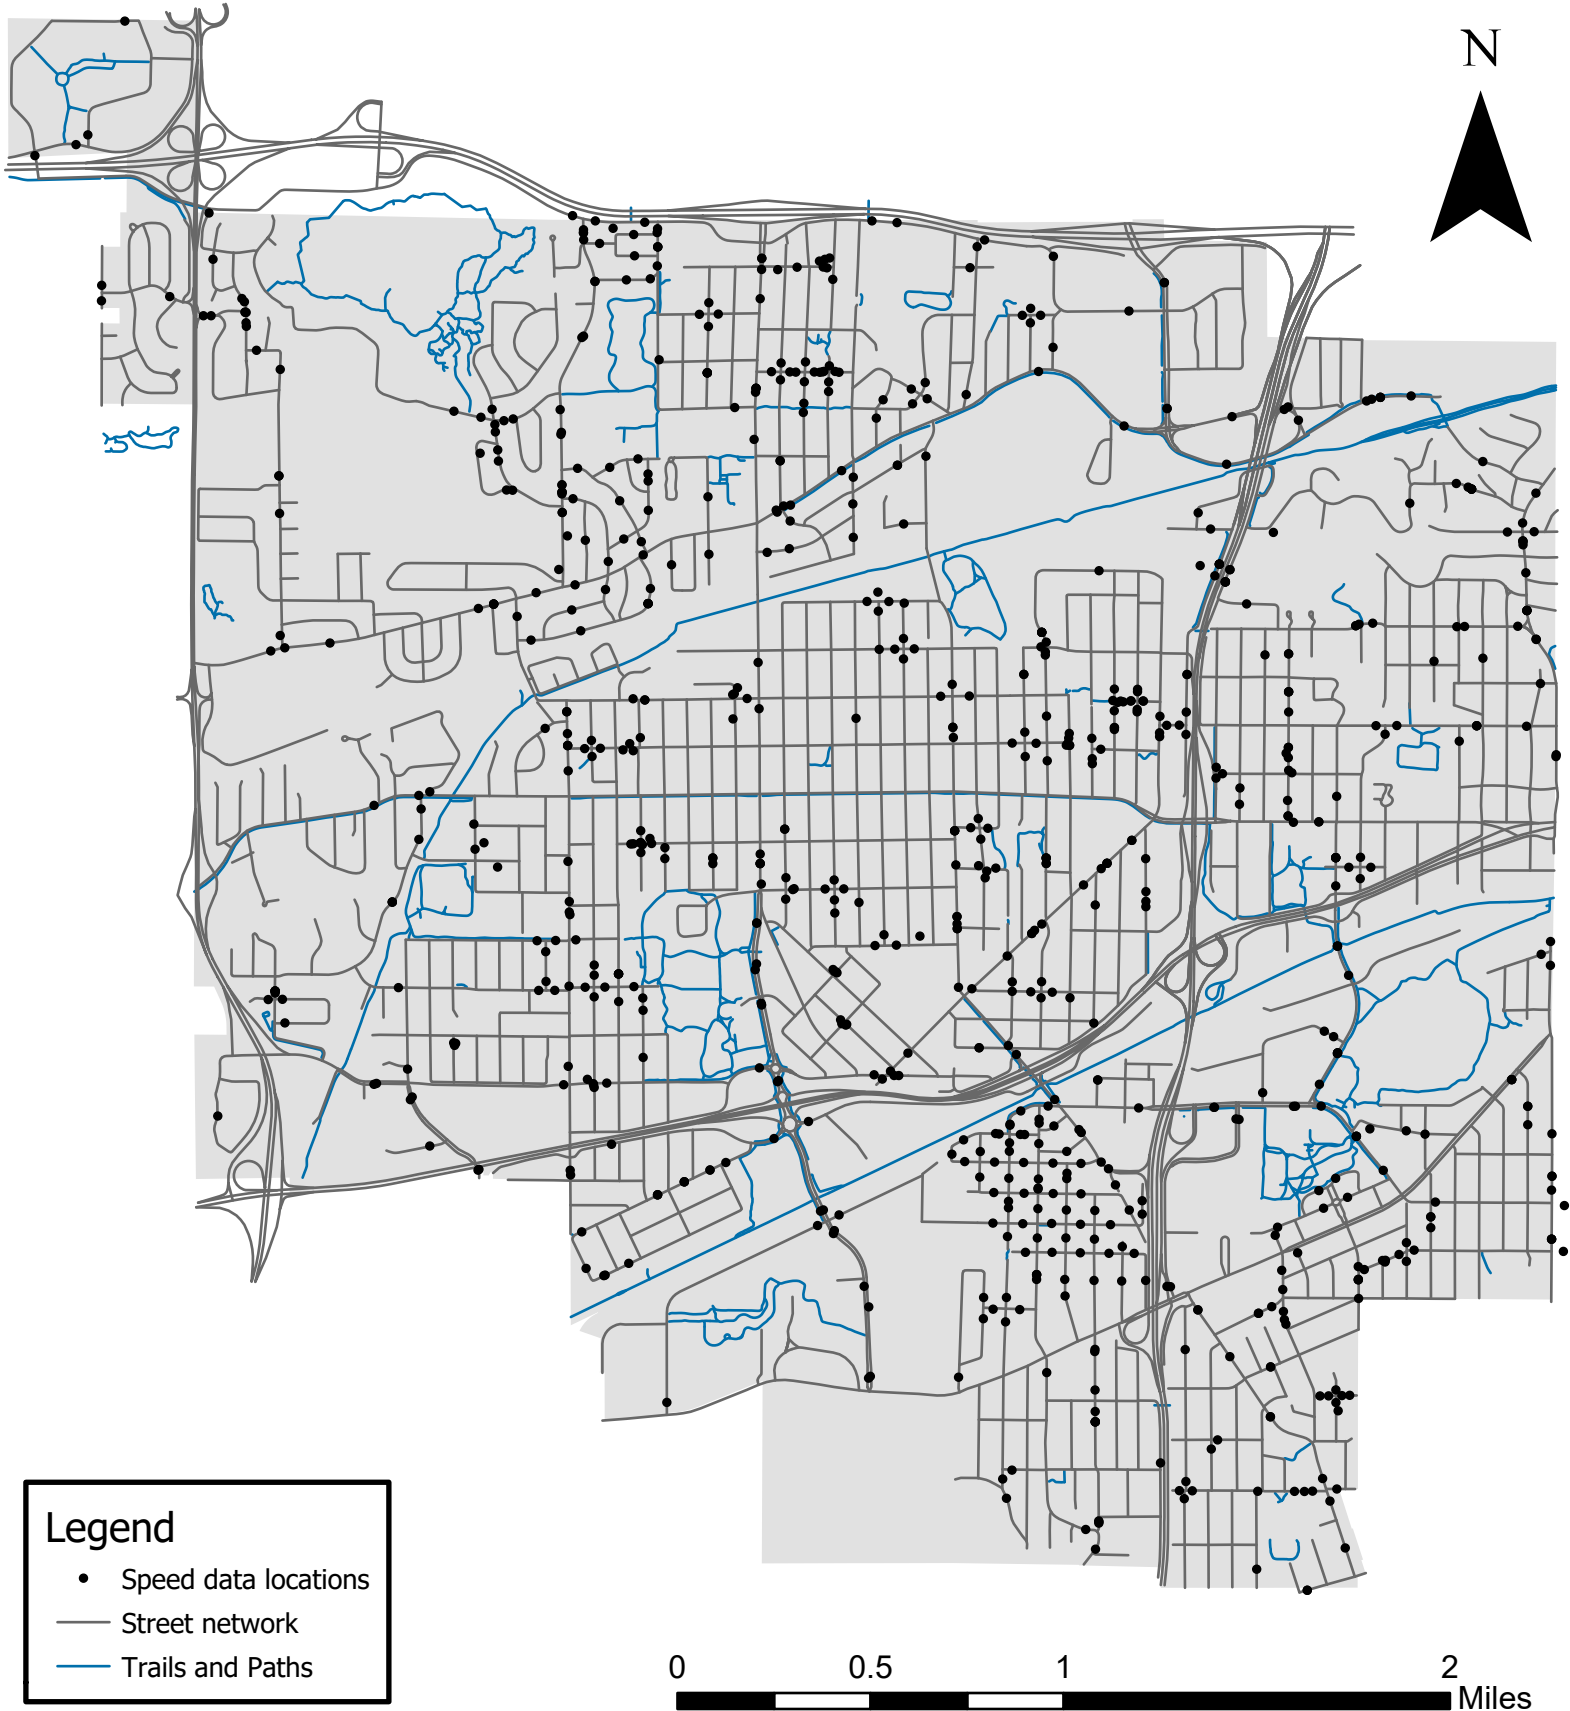 N
Legend
Speed data locations
Street network
Trails and Paths
0 0.5 1 2
Miles